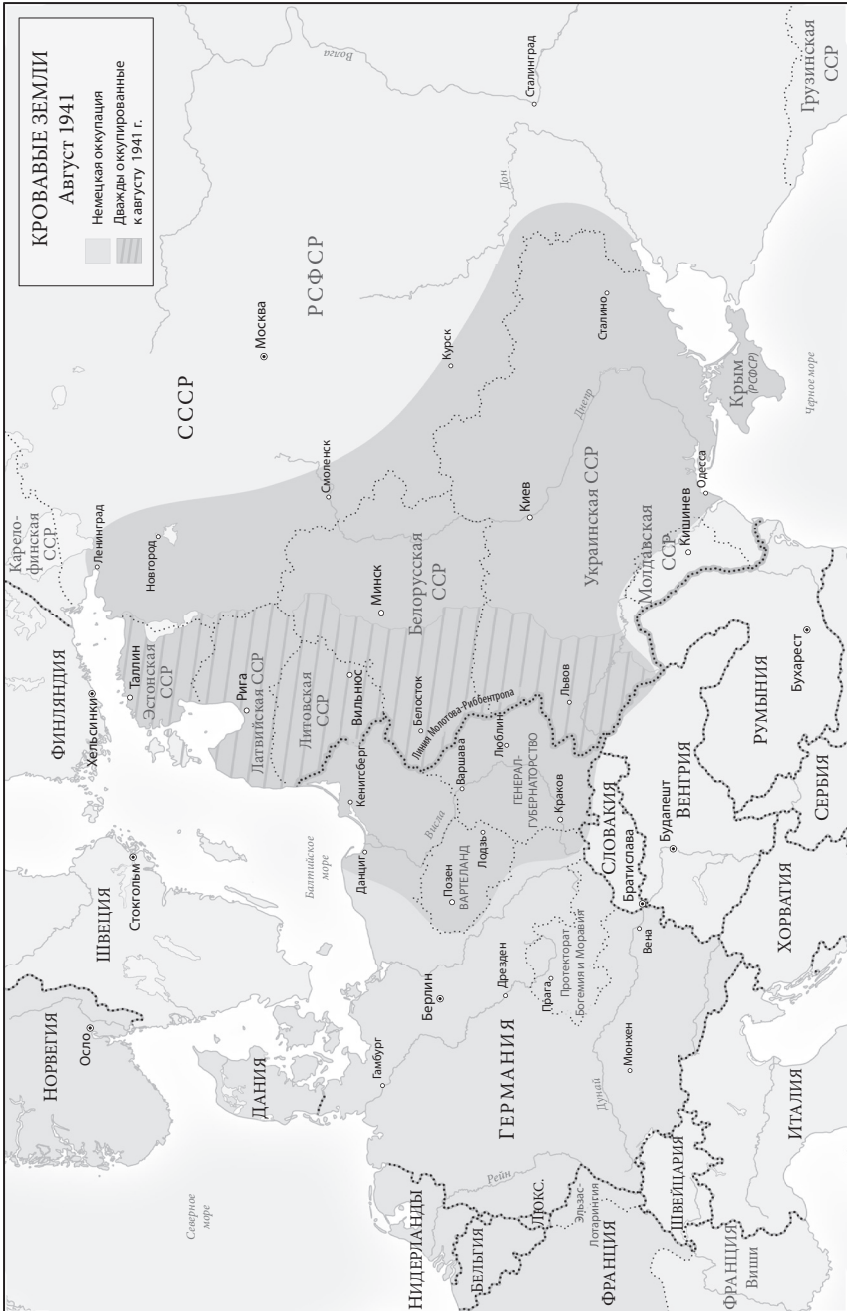 КРОВАВЫЕ ЗЕМЛИ
Август 1941
Немецкая оккупация
Дважды оккупированные
к августу 1941 г.
НОРВЕГИЯ
Осло
ШВЕЦИЯ
Стокгольм
ФИНЛЯНДИЯ
Хельсинки
Карело-
финская
ССР
Ленинград
Новгород
СССР
Москва
РСФСР
Волга
Сталинград
Грузинская
ССР
Северное
море
ДАНИЯ
Балтийское
море
Таллин
Эстонская
ССР
Рига
Латвийская ССР
Литовская
ССР
Вильнюс
Кенигсберг
Данциг
Смоленск
Минск
Белорусская
ССР
Белосток
Линия Молотова-Риббентропа
Курск
Дон
НИДЕРЛАНДЫ
БЕЛЬГИЯ
ЛЮКС.
Рейн
Гамбург
Берлин
ГЕРМАНИЯ
Дрезден
Позен
ВАРТЕЛАНД
Лодзь
Висла
Варшава
Люблин
ГЕНЕРАЛ-
ГУБЕРНАТОРСТВО
Краков
Львов
Киев
Днепр
Сталино
Украинская ССР
Прага
Протекторат
Богемия и Моравия
Эльзас-
Лотарингия
ФРАНЦИЯ
Дунай
Мюнхен
Вена
СЛОВАКИЯ
Братислава
Будапешт
ВЕНГРИЯ
Молдавская
ССР
Кишинев
Одесса
Крым
(РСФСР)
Черное море
ШВЕЙЦАРИЯ
ФРАНЦИЯ
Виши
ИТАЛИЯ
ХОРВАТИЯ
СЕРБИЯ
РУМЫНИЯ
Бухарест